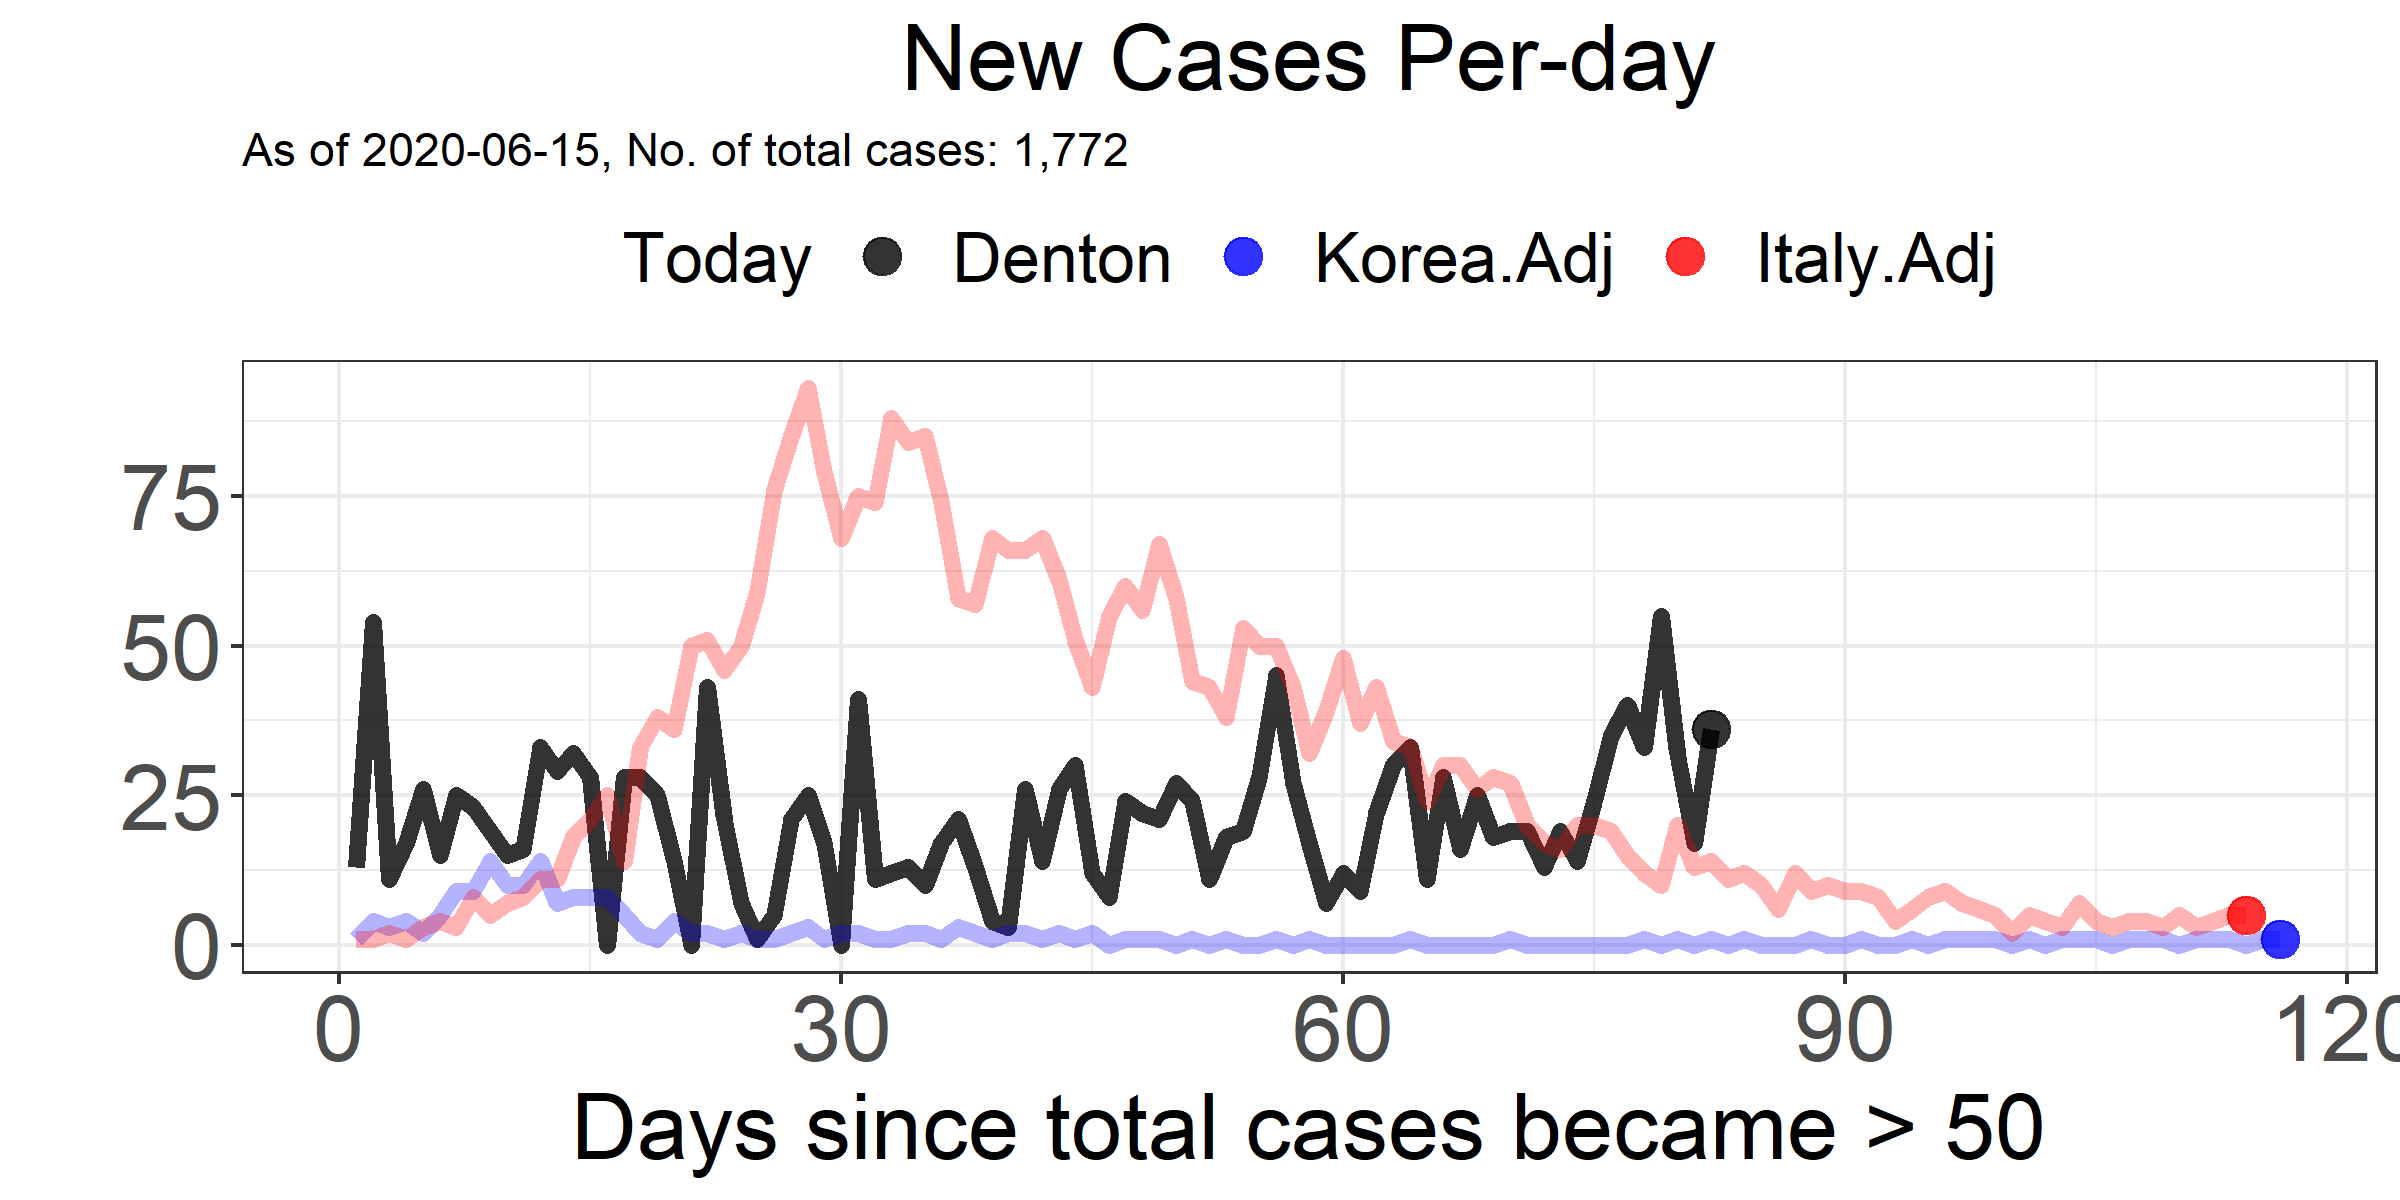 New Cases Per-day
As of 2020-06-15, No. of total cases: 1,772
Today Denton Korea.Adj Italy.Adj
75
50
25
0
0 30 60 90 120
Days since total cases became > 50